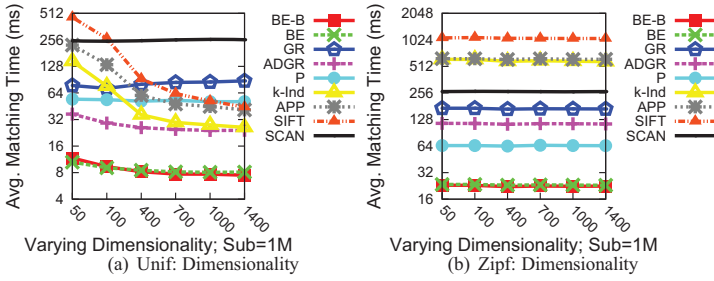 Avg. Matching Time (ms)
512
256
128
64
32
16
8
4
50
100
400
700
1000
1400
Varying Dimensionality; Sub=1M
BE-B
BE
GR
ADGR
P
k-Ind
APP
SIFT
SCAN
(a) Unif: Dimensionality
Avg. Matching Time (ms)
2048
1024
512
256
128
64
32
16
50
100
400
700
1000
1400
Varying Dimensionality; Sub=1M
BE-B
BE
GR
ADGR
P
k-Ind
APP
SIFT
SCAN
(b) Zipf: Dimensionality